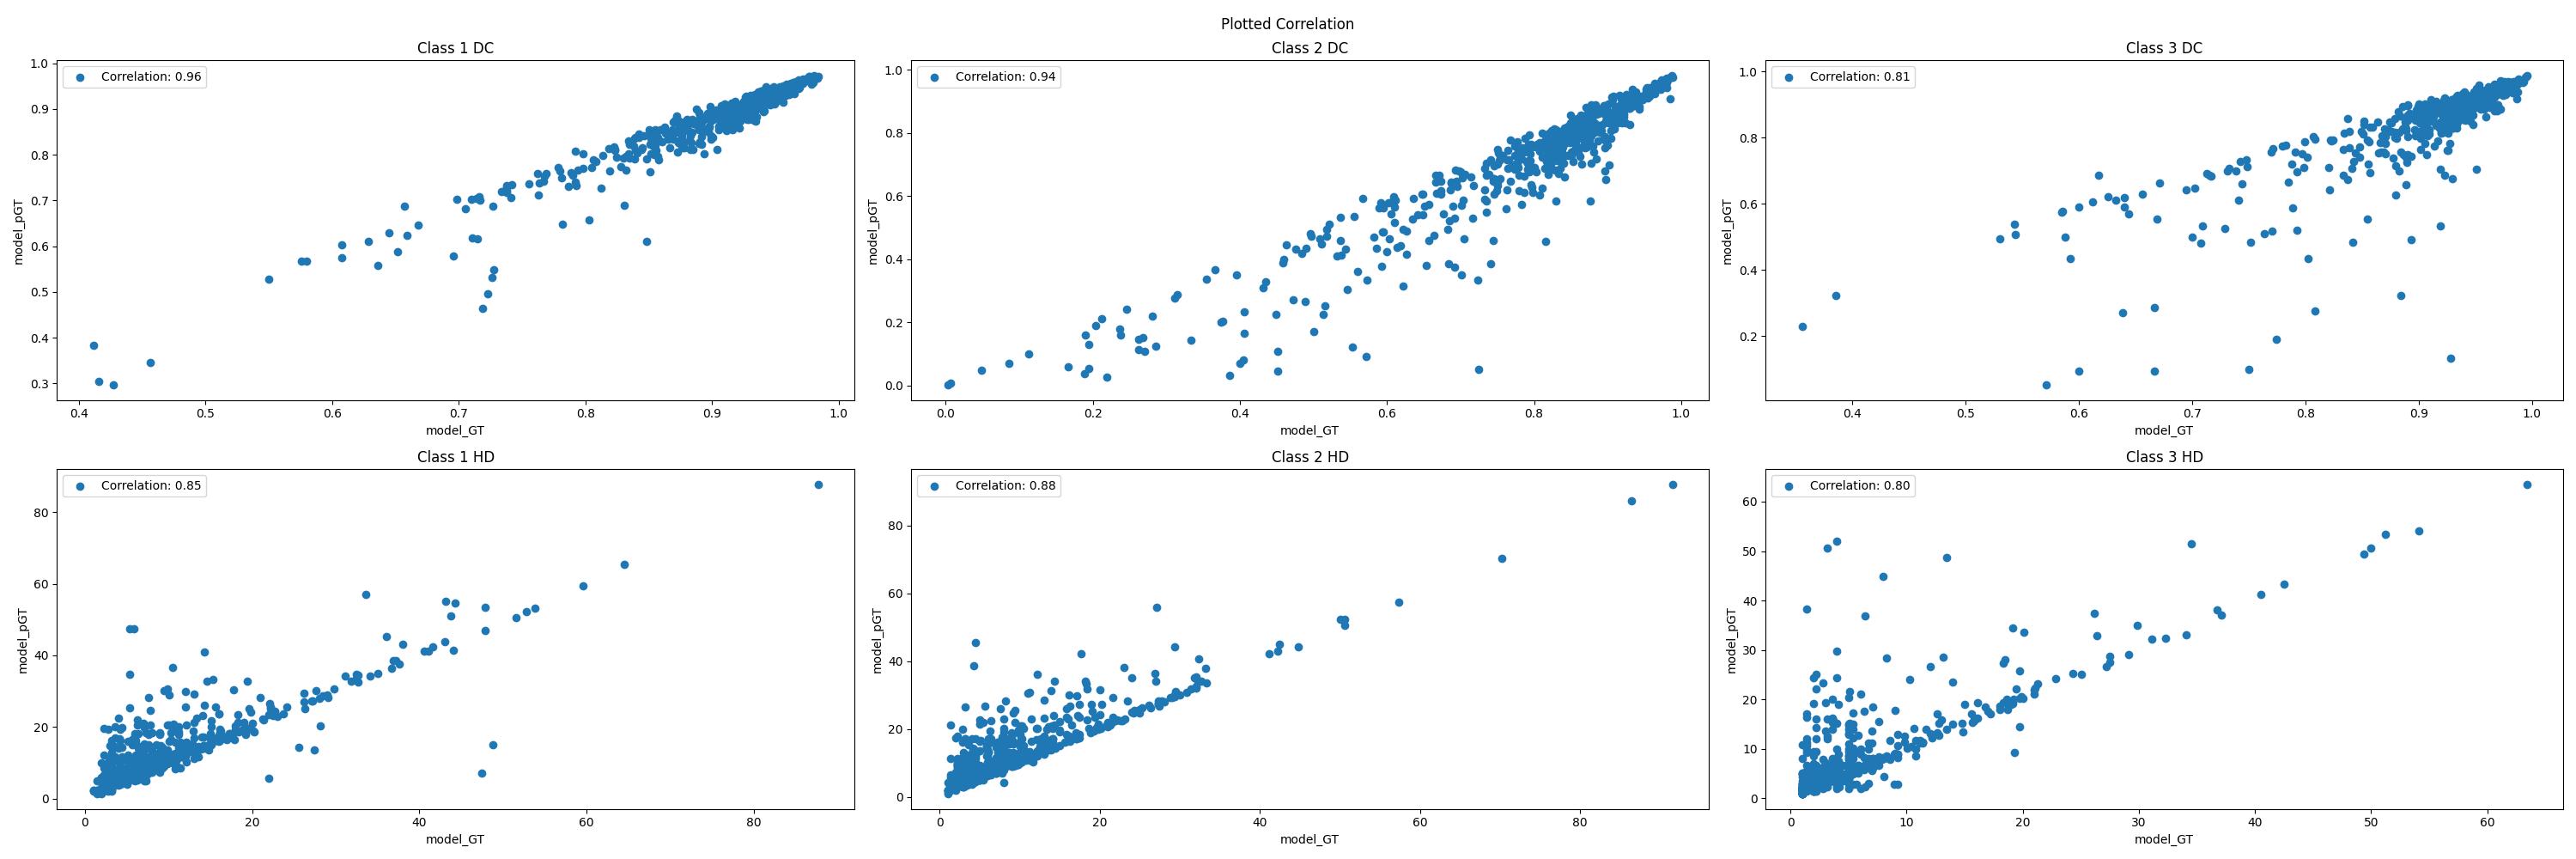 Plotted Correlation
Class 1 DC
Correlation: 0.96
1.0
0.9
0.8
0.7
0.6
0.5
0.4
0.3
model_pGT
0.4 0.5 0.6 0.7 0.8 0.9 1.0
model_GT
Class 2 DC
Correlation: 0.94
1.0
0.8
0.6
0.4
0.2
0.0
model_pGT
0.0 0.2 0.4 0.6 0.8 1.0
model_GT
Class 3 DC
Correlation: 0.81
1.0
0.8
0.6
0.4
0.2
model_pGT
0.4 0.5 0.6 0.7 0.8 0.9 1.0
model_GT
Class 1 HD
Correlation: 0.85
80
60
40
20
0
model_pGT
0 20 40 60 80
model_GT
Class 2 HD
Correlation: 0.88
80
60
40
20
0
model_pGT
0 20 40 60 80
model_GT
Class 3 HD
Correlation: 0.80
60
50
40
30
20
10
0
model_pGT
0 10 20 30 40 50 60
model_GT